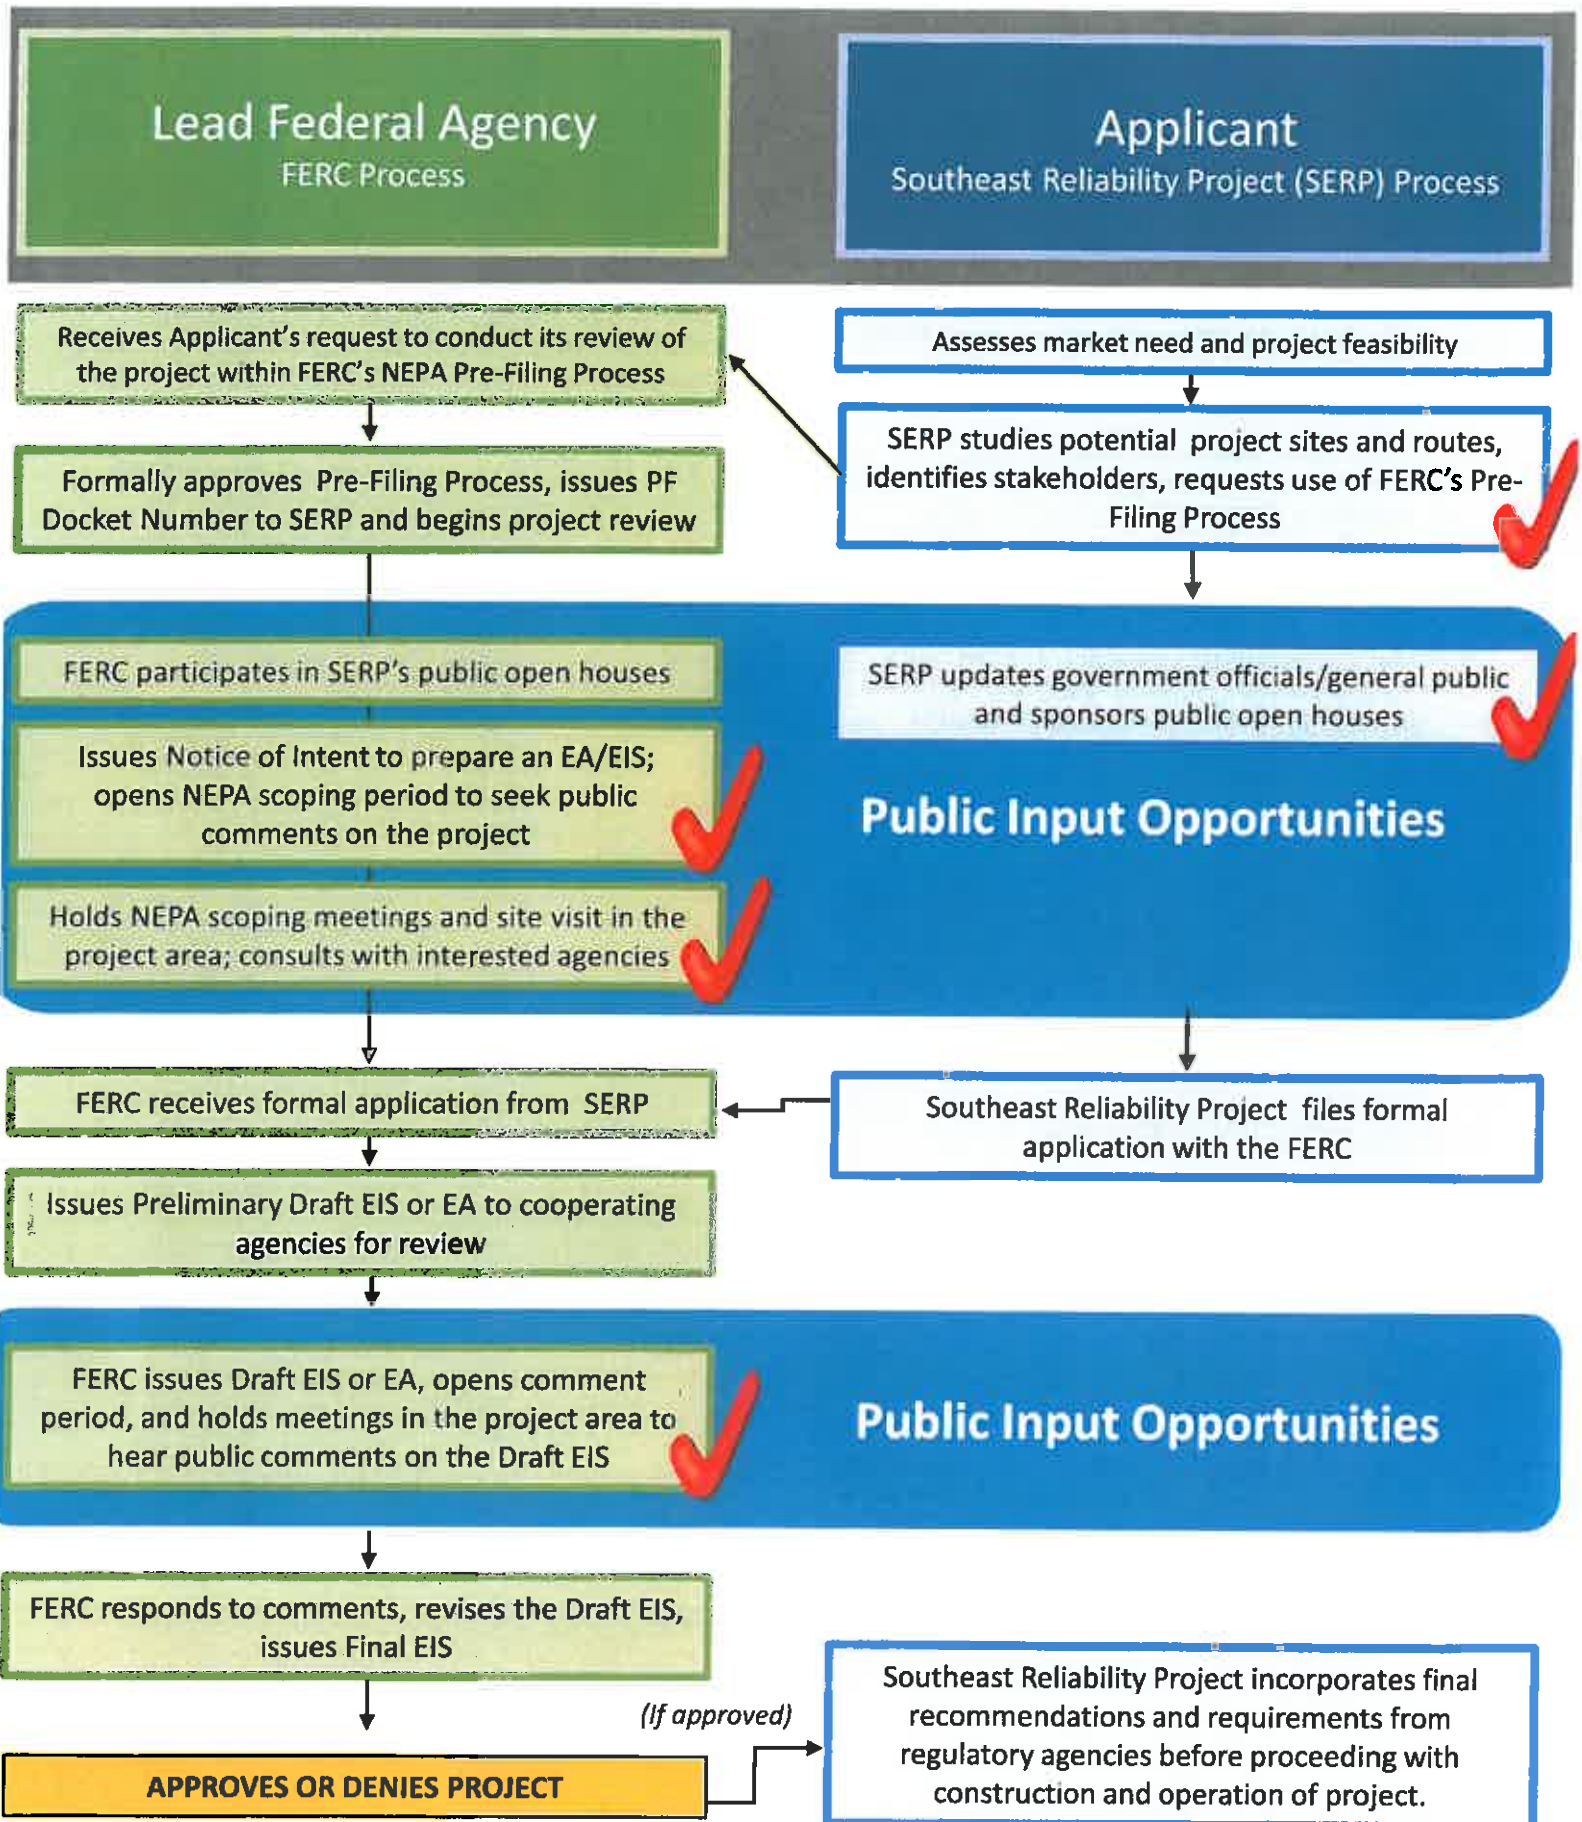 Lead Federal Agency
FERC Process
Applicant
Southeast Reliability Project (SERP) Process
Receives Applicant's request to conduct its review of
the project within FERC's NEPA Pre-Filing Process
Assesses market need and project feasibility
Formally approves Pre-Filing Process, issues PF
Docket Number to SERP and begins project review
SERP studies potential project sites and routes,
identifies stakeholders, requests use of FERC's Pre-
Filing Process
FERC participates in SERP's public open houses
SERP updates government officials/general public
and sponsors public open houses
Issues Notice of Intent to prepare an EA/EIS;
opens NEPA scoping period to seek public
comments on the project
Public Input Opportunities
Holds NEPA scoping meetings and site visit in the
project area; consults with interested agencies
FERC receives formal application from SERP
Southeast Reliability Project files formal
application with the FERC
Issues Preliminary Draft EIS or EA to cooperating
agencies for review
FERC issues Draft EIS or EA, opens comment
period, and holds meetings in the project area to
hear public comments on the Draft EIS
Public Input Opportunities
FERC responds to comments, revises the Draft EIS,
issues Final EIS
(If approved)
APPROVES OR DENIES PROJECT
Southeast Reliability Project incorporates final
recommendations and requirements from
regulatory agencies before proceeding with
construction and operation of project.